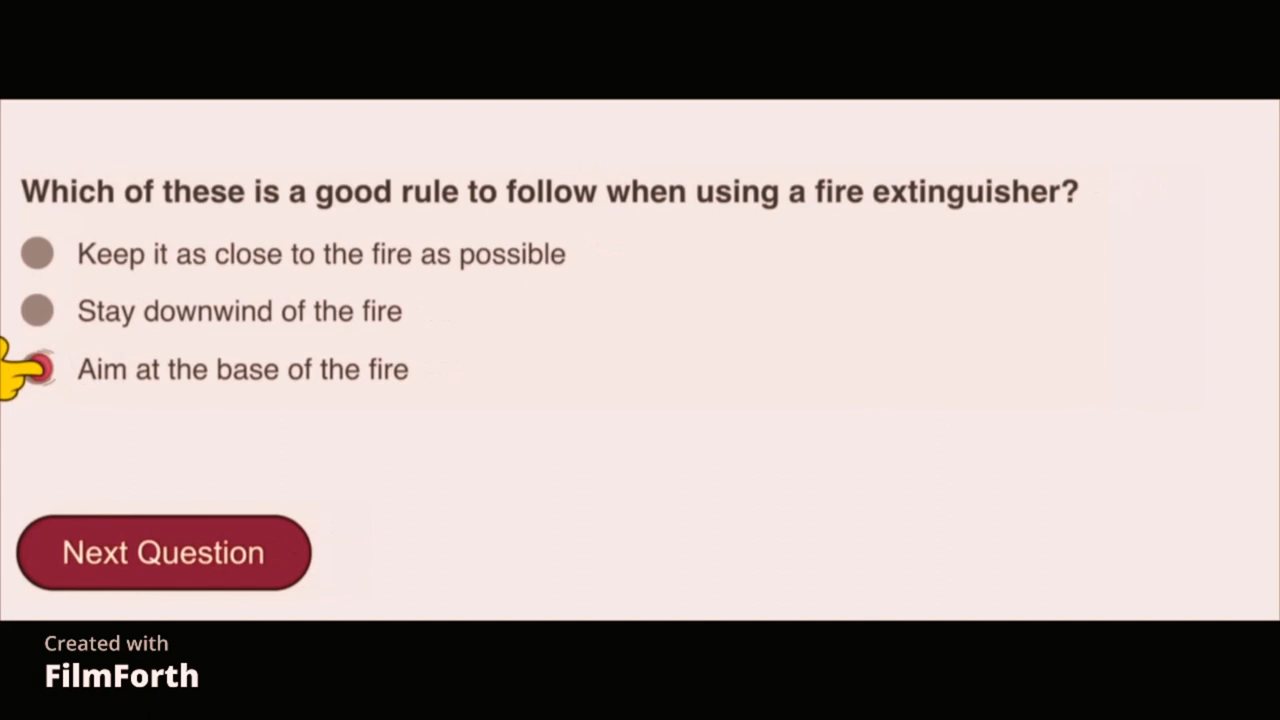 Which of these is a good rule to follow when using a fire extinguisher?
Keep it as close to the fire as possible
Stay downwind of the fire
Aim at the base of the fire
Next Question
Created with
FilmForth